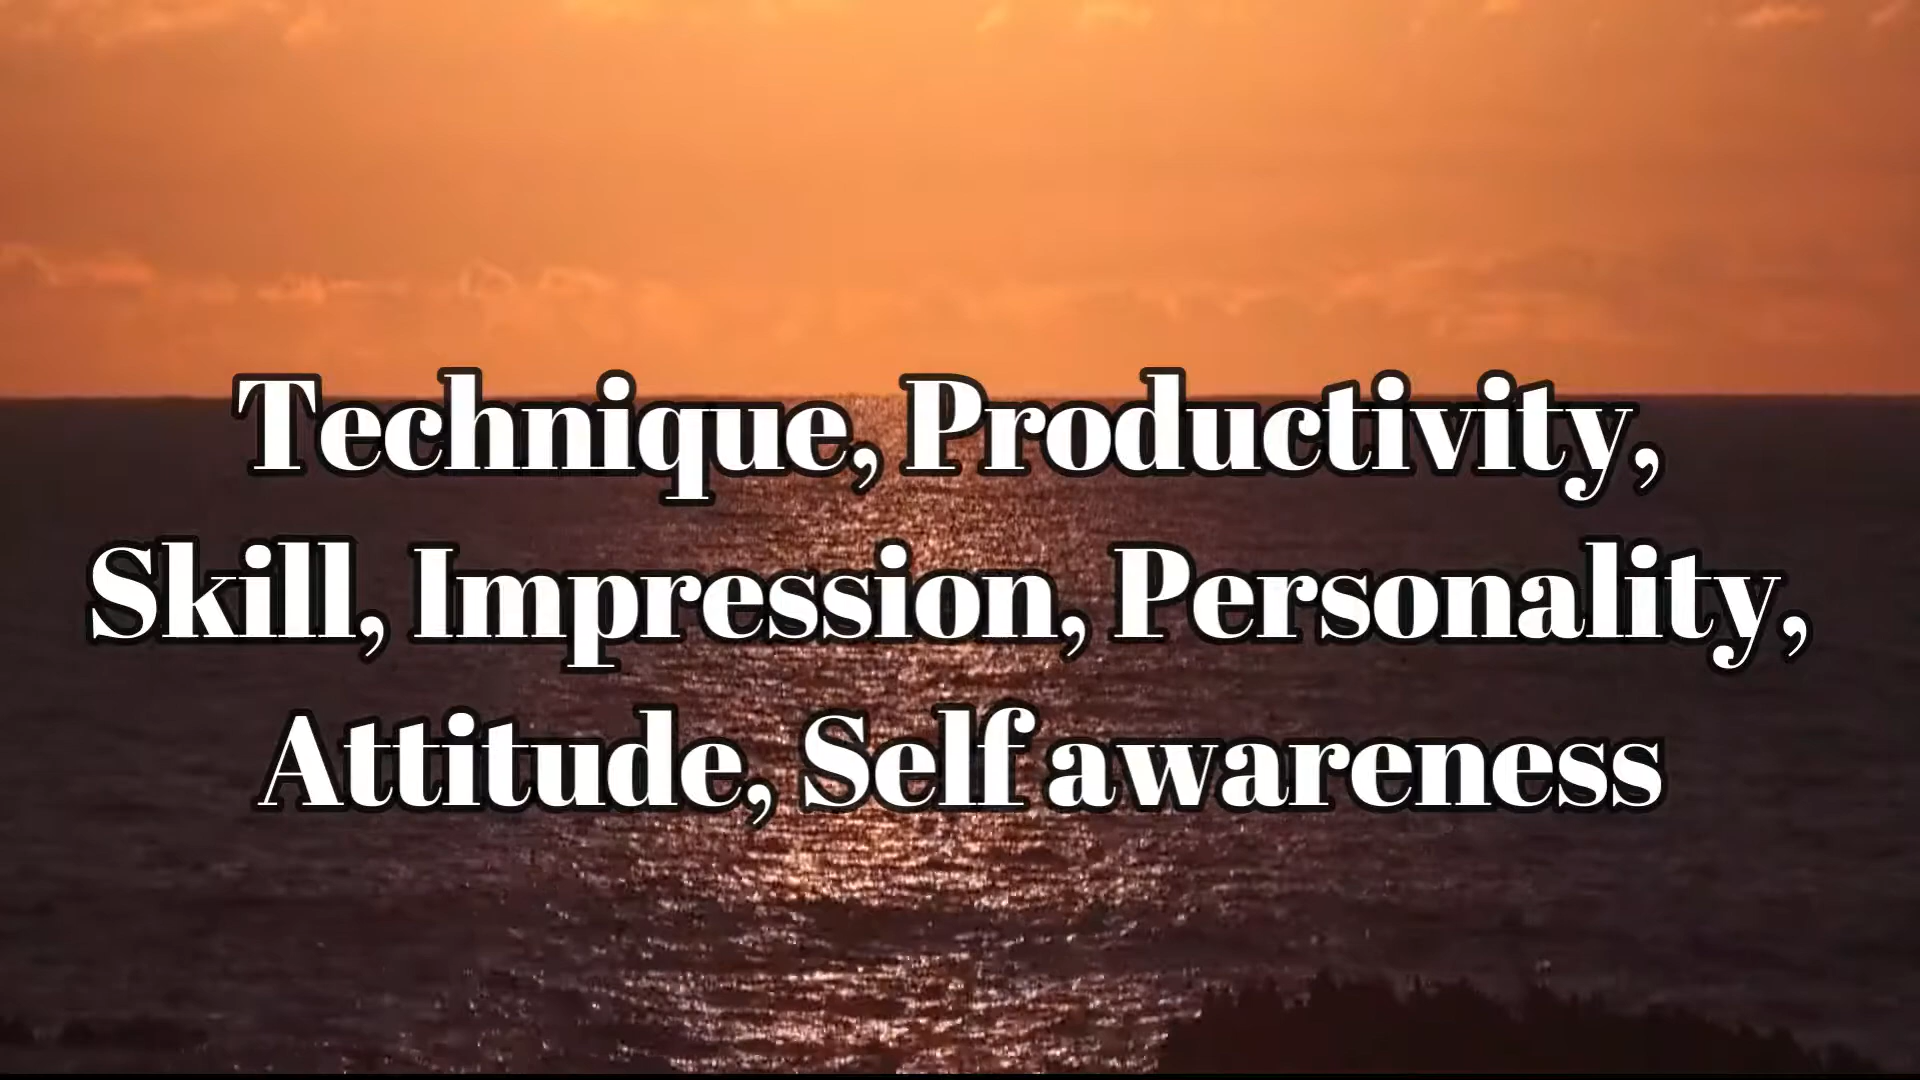 Technique, Productivity,
Skill, Impression, Personality,
Attitude, Self awareness